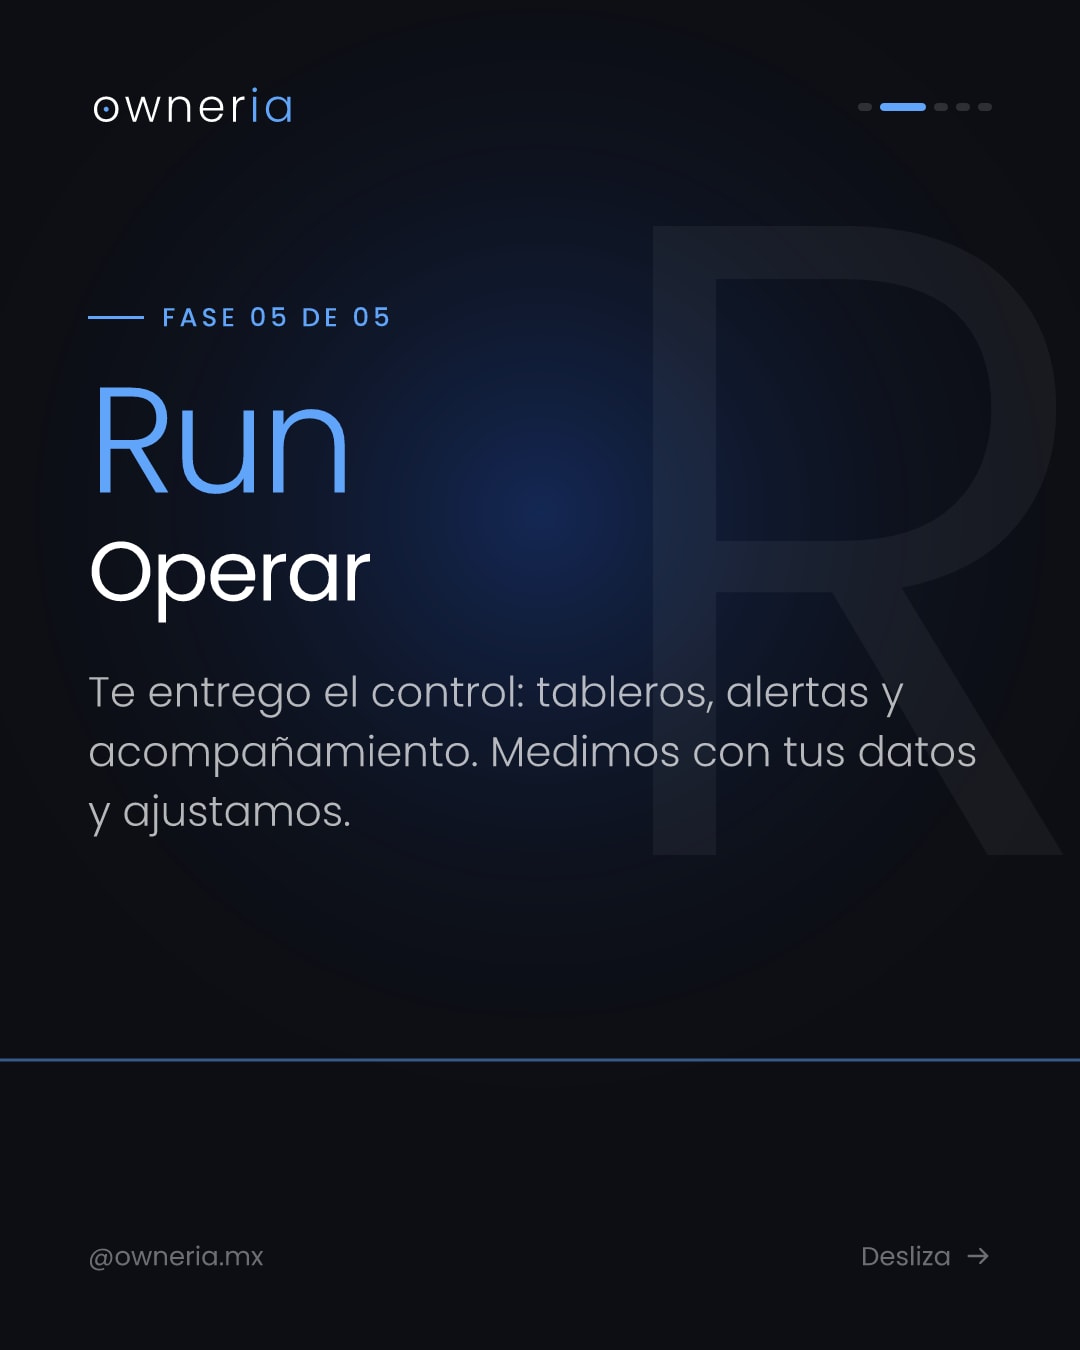 owneria
FASE 05 DE 05
R
Run
Operar
Te entrego el control: tableros, alertas y
acompañamiento. Medimos con tus datos
y ajustamos.
@owneria.mx
Desliza →